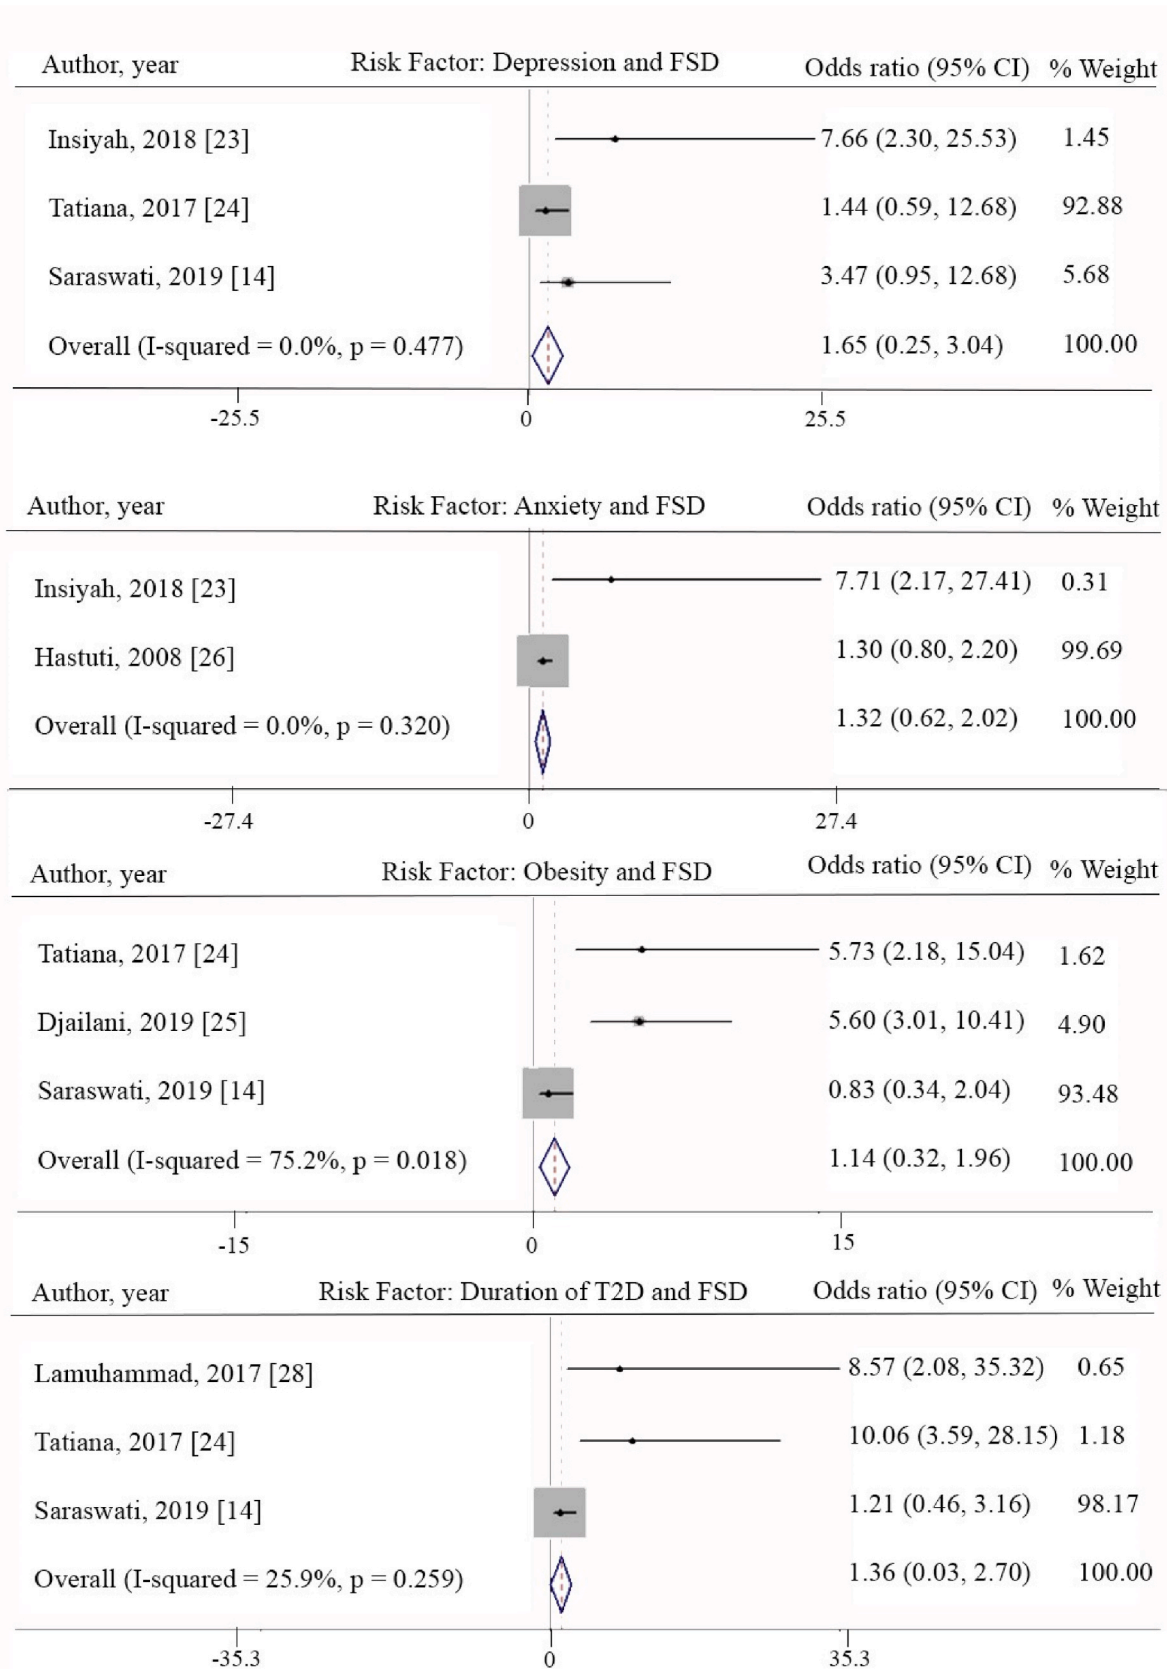 Author, year Risk Factor: Depression and FSD Odds ratio (95% CI) % Weight
Insiyah, 2018 [23] 7.66 (2.30, 25.53) 1.45
Tatiana, 2017 [24] 1.44 (0.59, 12.68) 92.88
Saraswati, 2019 [14] 3.47 (0.95, 12.68) 5.68
Overall (I-squared = 0.0%, p = 0.477) 1.65 (0.25, 3.04) 100.00
-25.5 0 25.5
Author, year Risk Factor: Anxiety and FSD Odds ratio (95% CI) % Weight
Insiyah, 2018 [23] 7.71 (2.17, 27.41) 0.31
Hastuti, 2008 [26] 1.30 (0.80, 2.20) 99.69
Overall (I-squared = 0.0%, p = 0.320) 1.32 (0.62, 2.02) 100.00
-27.4 0 27.4
Author, year Risk Factor: Obesity and FSD Odds ratio (95% CI) % Weight
Tatiana, 2017 [24] 5.73 (2.18, 15.04) 1.62
Djailani, 2019 [25] 5.60 (3.01, 10.41) 4.90
Saraswati, 2019 [14] 0.83 (0.34, 2.04) 93.48
Overall (I-squared = 75.2%, p = 0.018) 1.14 (0.32, 1.96) 100.00
-15 0 15
Author, year Risk Factor: Duration of T2D and FSD Odds ratio (95% CI) % Weight
Lamuhammad, 2017 [28] 8.57 (2.08, 35.32) 0.65
Tatiana, 2017 [24] 10.06 (3.59, 28.15) 1.18
Saraswati, 2019 [14] 1.21 (0.46, 3.16) 98.17
Overall (I-squared = 25.9%, p = 0.259) 1.36 (0.03, 2.70) 100.00
-35.3 0 35.3